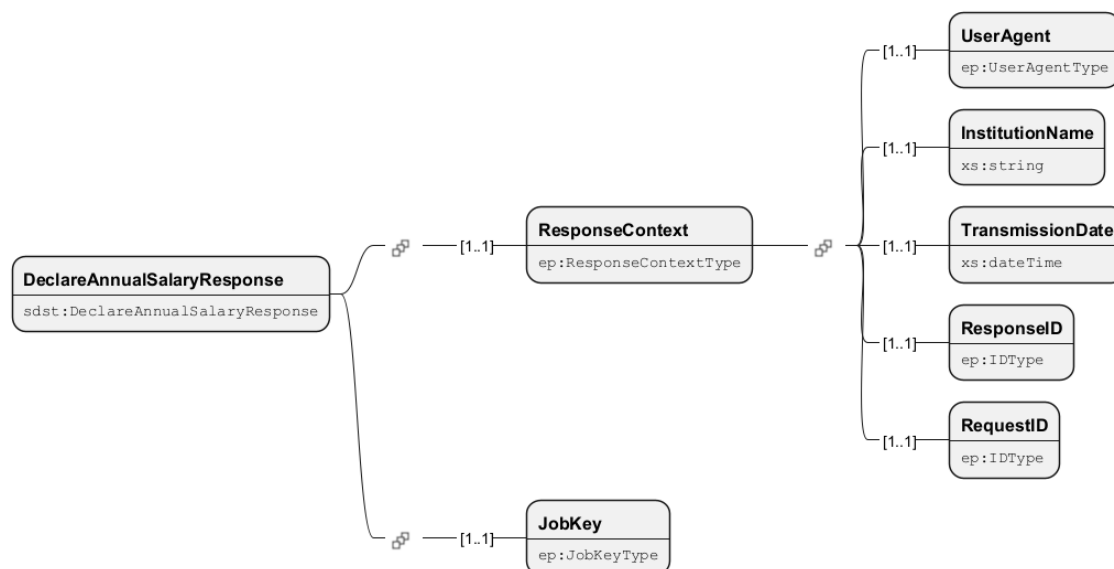 UserAgent
[1..1]
ep:UserAgentType
InstitutionName
[1..1]
xs:string
DeclareAnnualSalaryResponse
sdst:DeclareAnnualSalaryResponse
[1..1]
ResponseContext
ep:ResponseContextType
TransmissionDate
[1..1]
xs:dateTime
ResponseID
[1..1]
ep:IDType
RequestID
[1..1]
ep:IDType
JobKey
[1..1]
ep:JobKeyType